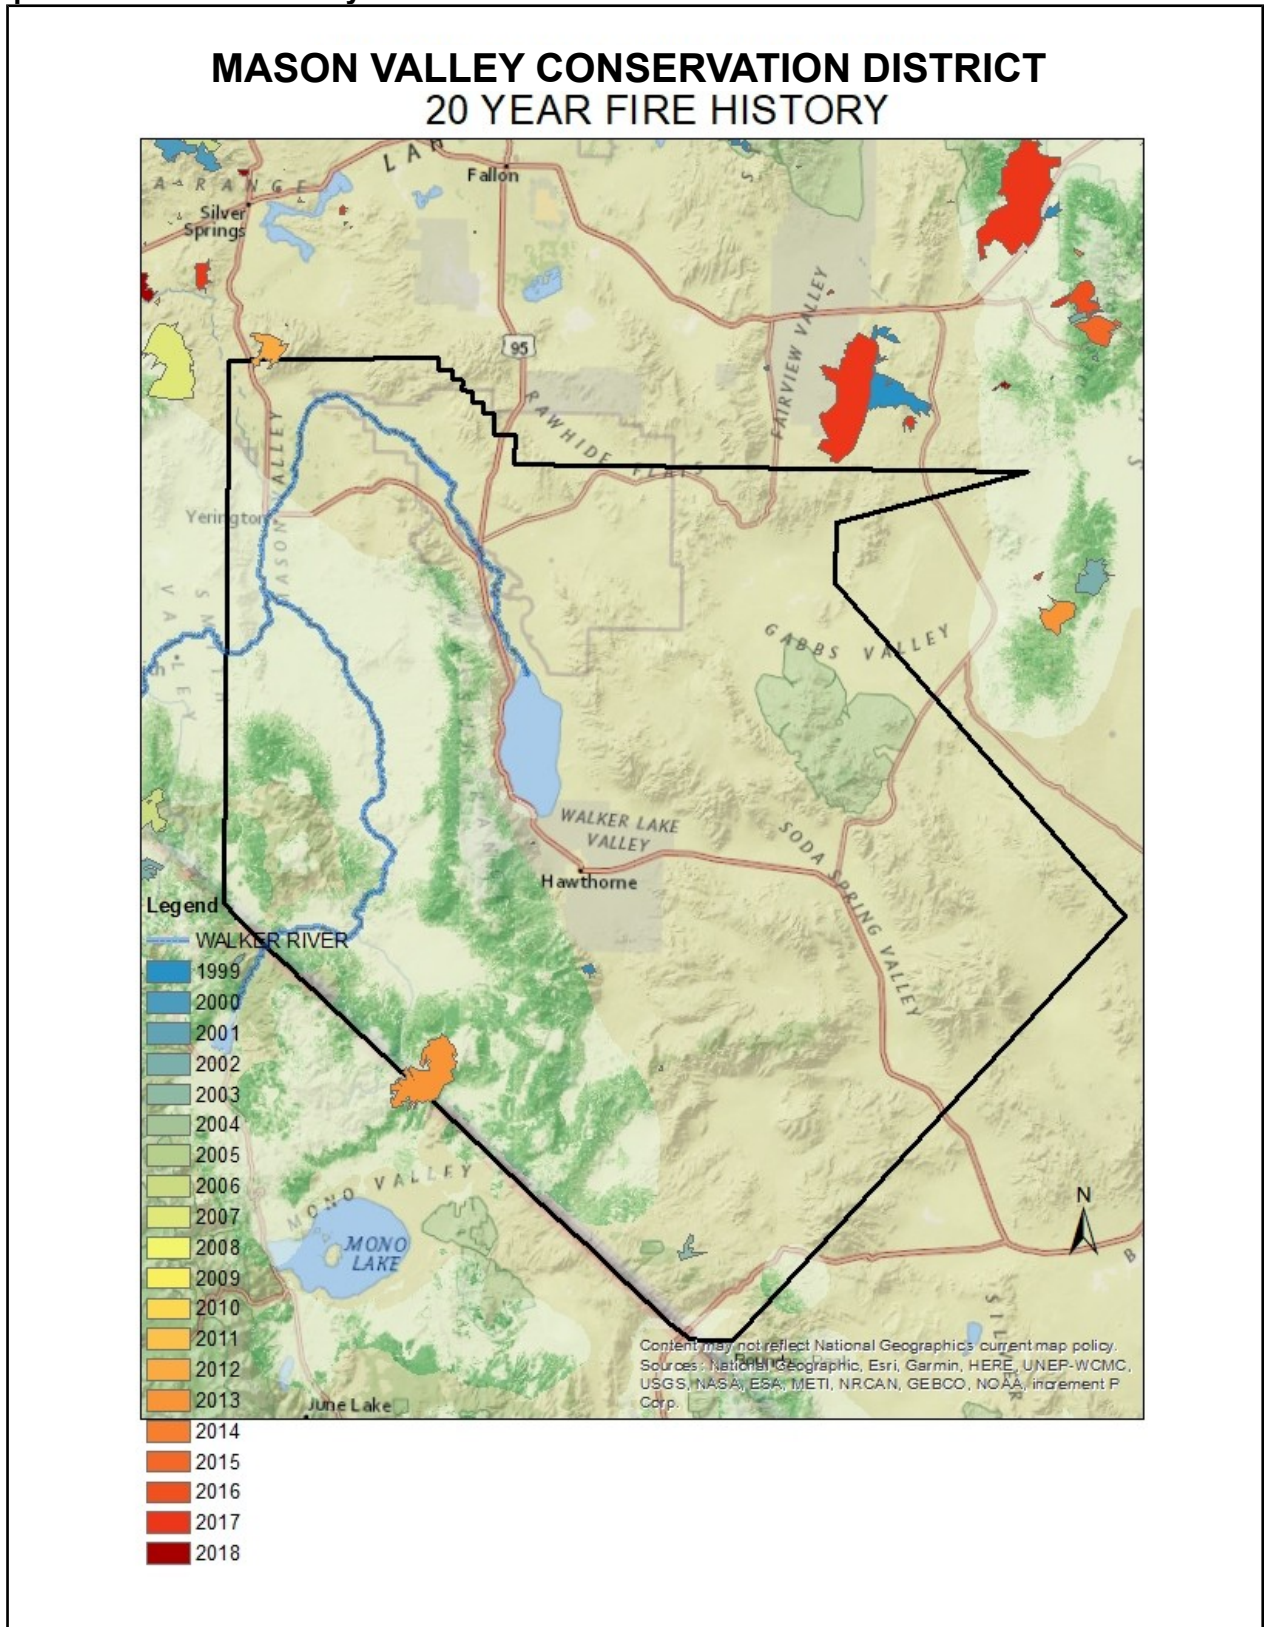 MASON VALLEY CONSERVATION DISTRICT
20 YEAR FIRE HISTORY
LAH
Fallon
A RANGE
Silver
Springs
S
95
FAIRVIEW VALLEY
RAWHIDE FLATS
MASON VALLEY
Yerington
SMITH
VALLEY
GABBS VALLEY
WALKER LAKE
VALLEY
Hawthorne
SODA SPRING VALLEY
Legend
WALKER RIVER
1999
2000
2001
2002
2003
2004
2005
2006
2007
2008
2009
2010
2011
2012
2013
2014
2015
2016
2017
2018
MONO VALLEY
MONO
LAKE
June Lake
N
B
Content may not reflect National Geographic's current map policy.
Sources: National Geographic, Esri, Garmin, HERE, UNEP-WCMC,
USGS, NASA, ESA, METI, NRCAN, GEBCO, NOAA, increment P
Corp.